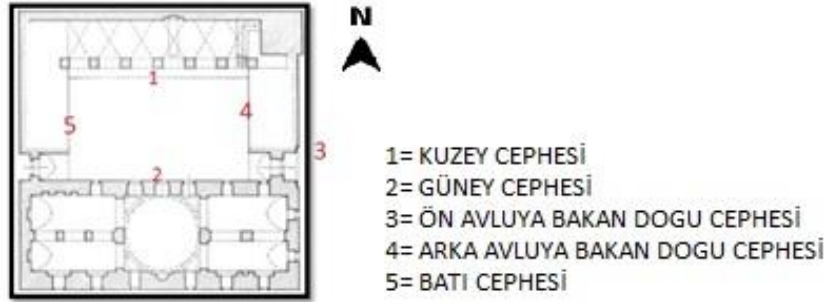 N
1
5
4
3
2
1= KUZEY CEPHESİ
2= GÜNEY CEPHESİ
3= ÖN AVLUYA BAKAN DOGU CEPHESİ
4= ARKA AVLUYA BAKAN DOGU CEPHESİ
5= BATI CEPHESİ